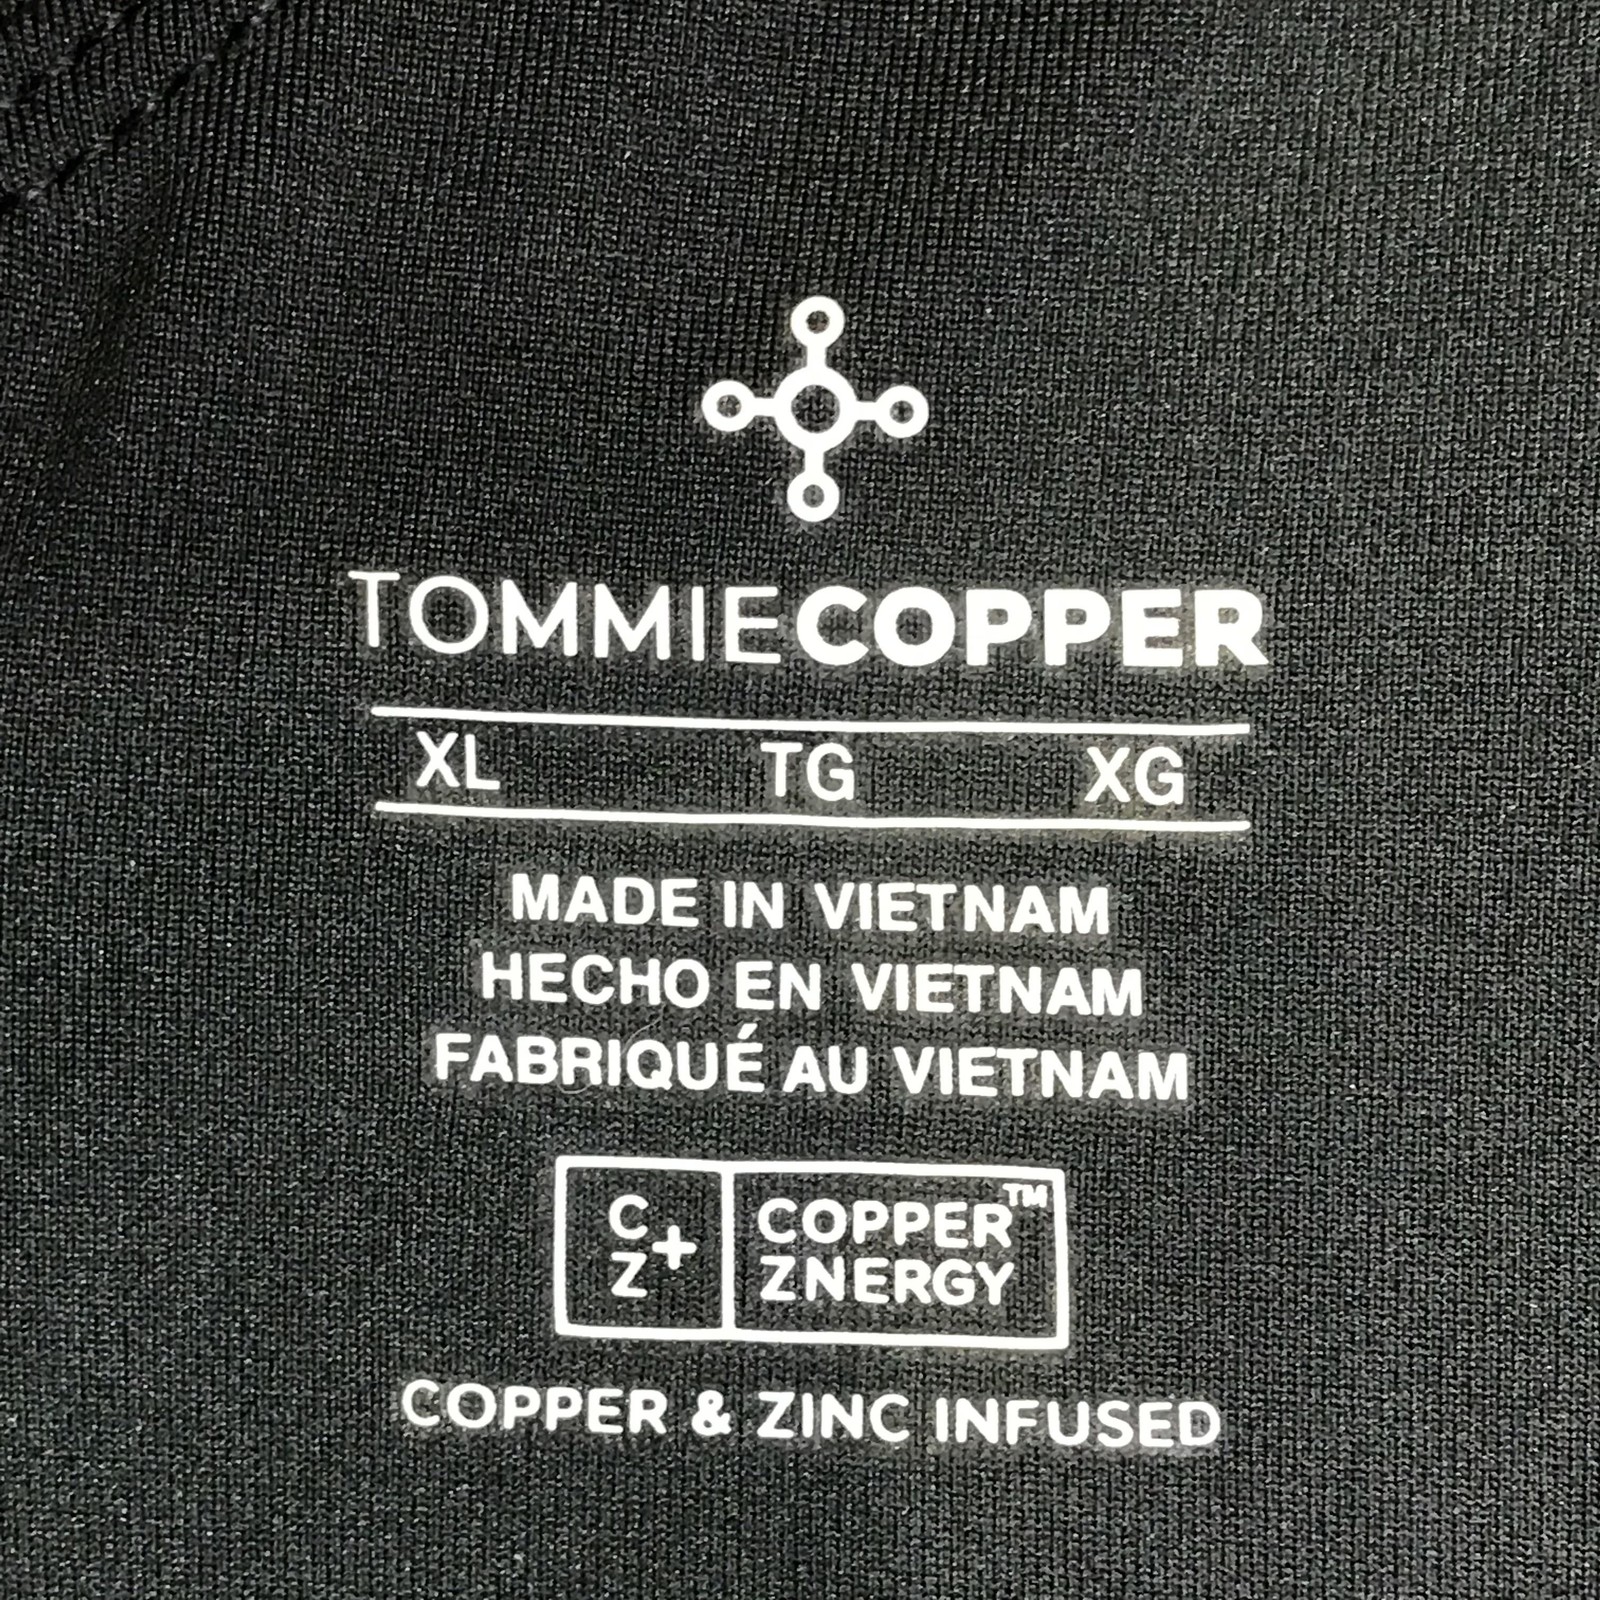 TOMMIECOPPER
XL TG XG
MADE IN VIETNAM
HECHO EN VIETNAM
FABRIQUÉ AU VIETNAM
C
Z+
COPPER™
ZNERGY
COPPER & ZINC INFUSED